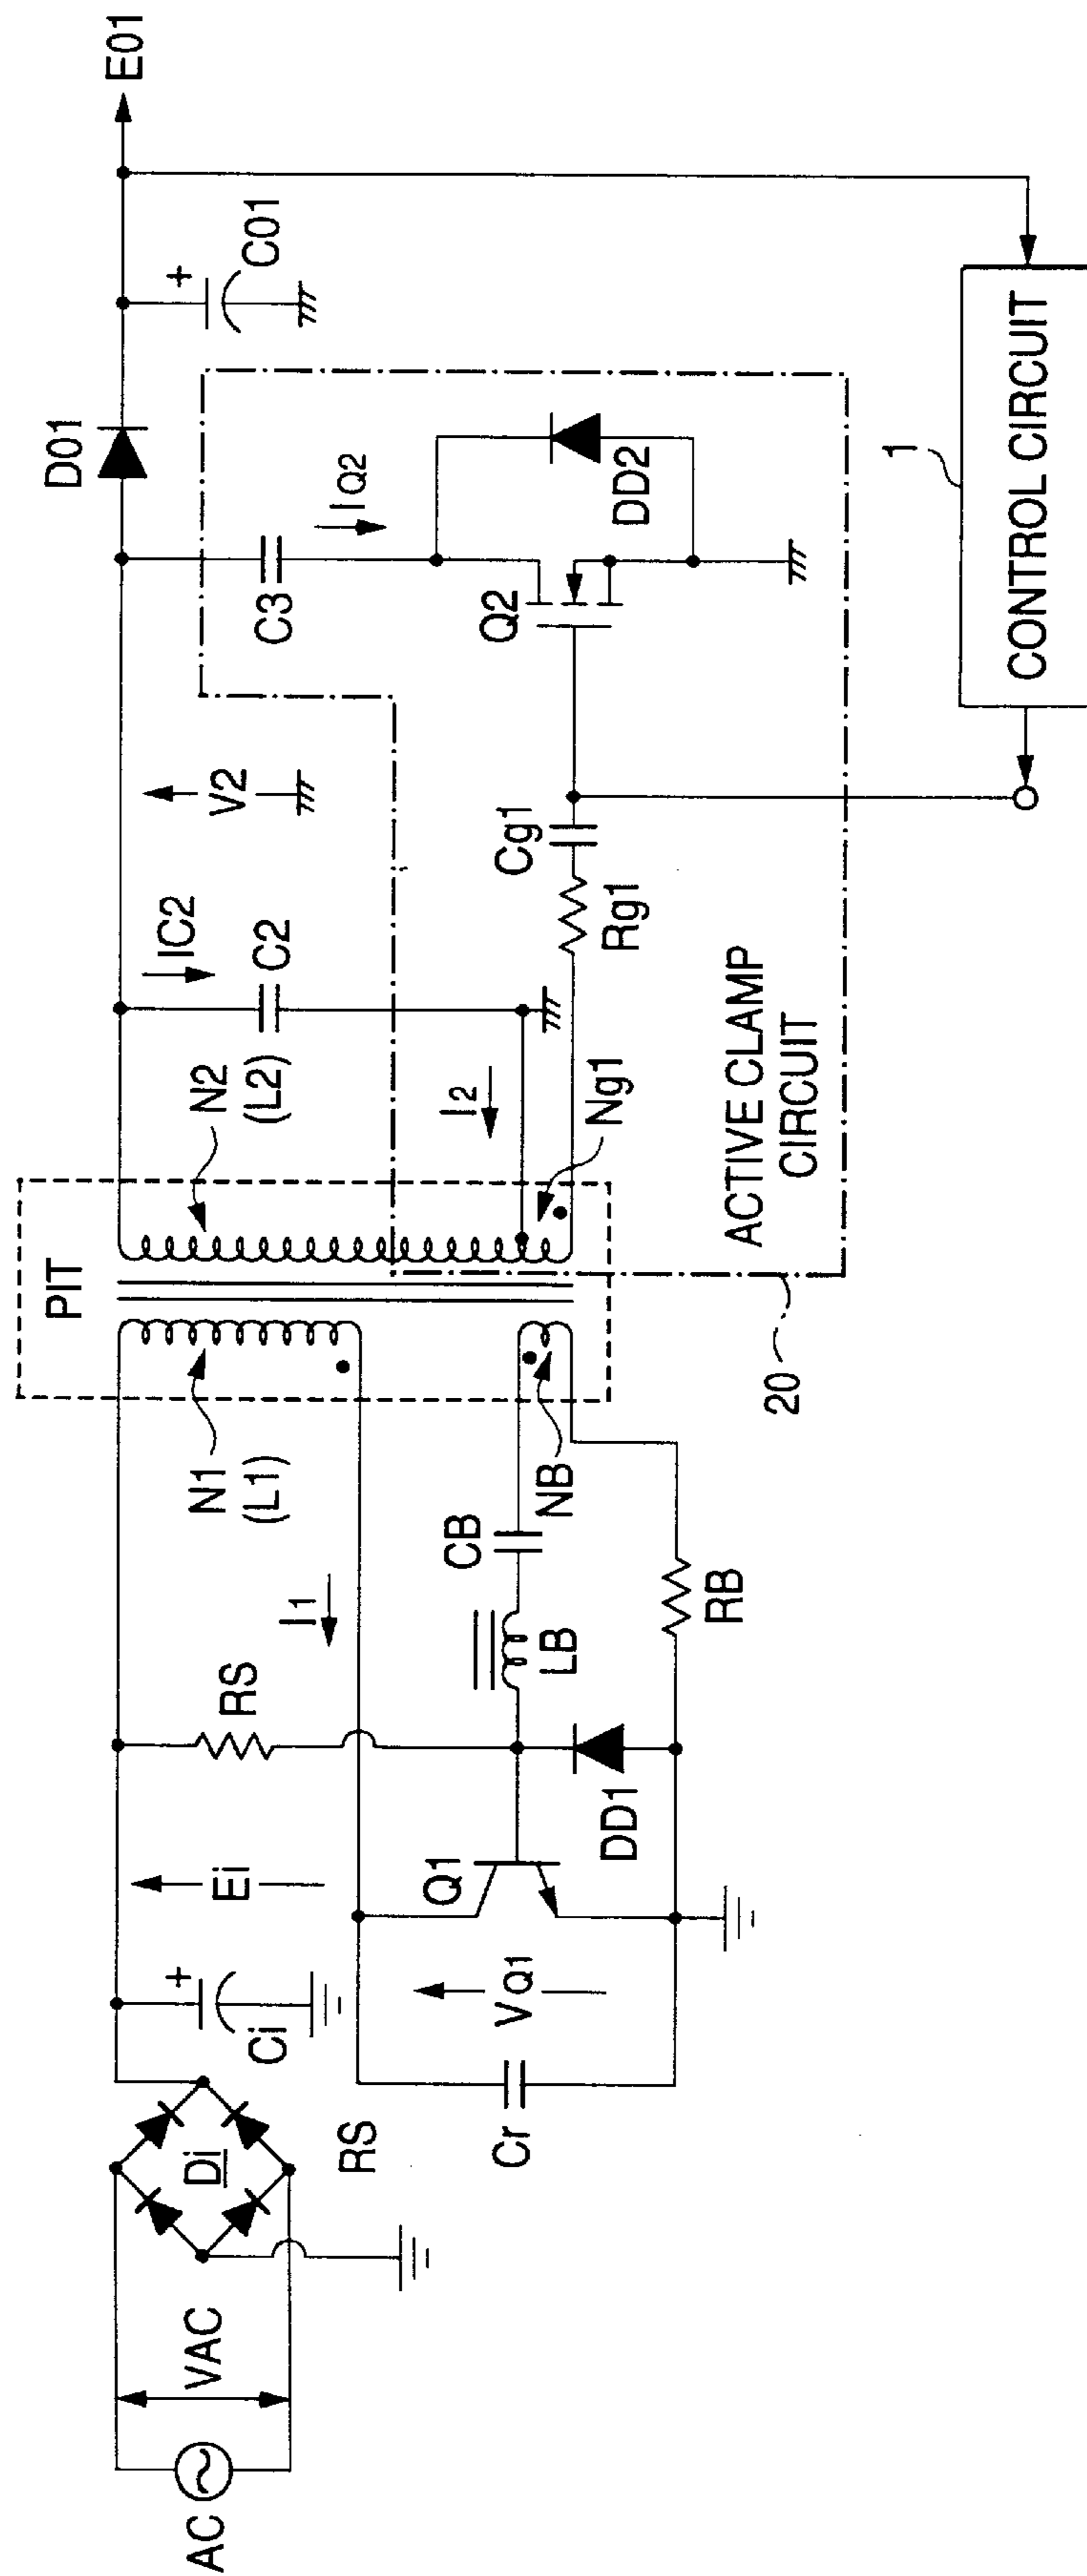 AC
VAC
Di
RS
Ci
+
Ei
Cr
VQ1
Q1
DD1
RS
I1
LB
CB
RB
N1
(L1)
NB
PIT
N2
(L2)
I2
Ng1
IC2
C2
V2
Rg1
Cg1
C3
IQ2
Q2
DD2
D01
+
C01
E01
20
ACTIVE CLAMP
CIRCUIT
1
CONTROL CIRCUIT